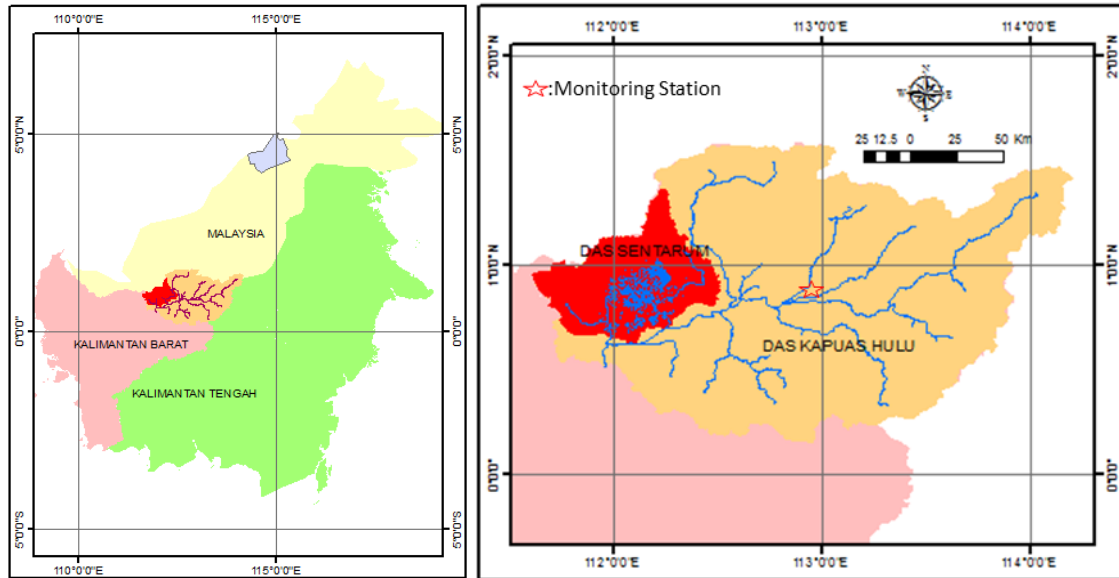 110°0'0"E 115°0'0"E
5°0'0"N 5°0'0"N
MALAYSIA
0°0'0" 0°0'0"
KALIMANTAN BARAT
KALIMANTAN TENGAH
5°0'0"S 5°0'0"S
110°0'0"E 115°0'0"E
112°0'0"E 113°0'0"E 114°0'0"E
2°0'0"N 2°0'0"N
:Monitoring Station
N
W E
S
25 12.5 0 25 50 Km
1°0'0"N 1°0'0"N
DAS SENTARUM
DAS KAPUAS HULU
0°0'0" 0°0'0"
112°0'0"E 113°0'0"E 114°0'0"E